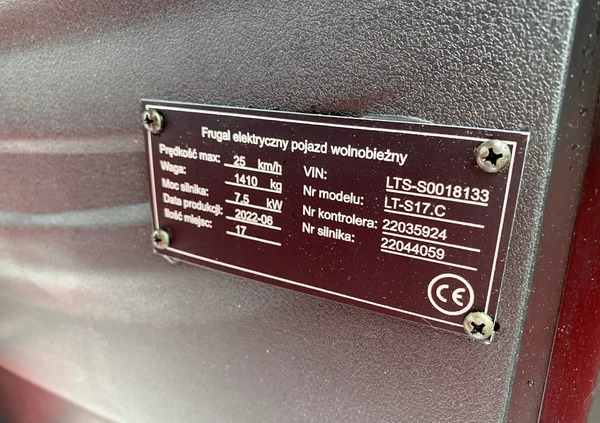 Frugal elektryczny pojazd wolnobieżny
Prędkość max: 25 km/h
Waga: 1410 kg
Moc silnika: 7.5 kW
Data produkcji: 2022-06
Ilość miejsc: 17
VIN: LTS-S0018133
Nr modelu: LT-S17.C
Nr kontrolera: 22035924
Nr silnika: 22044059
CE